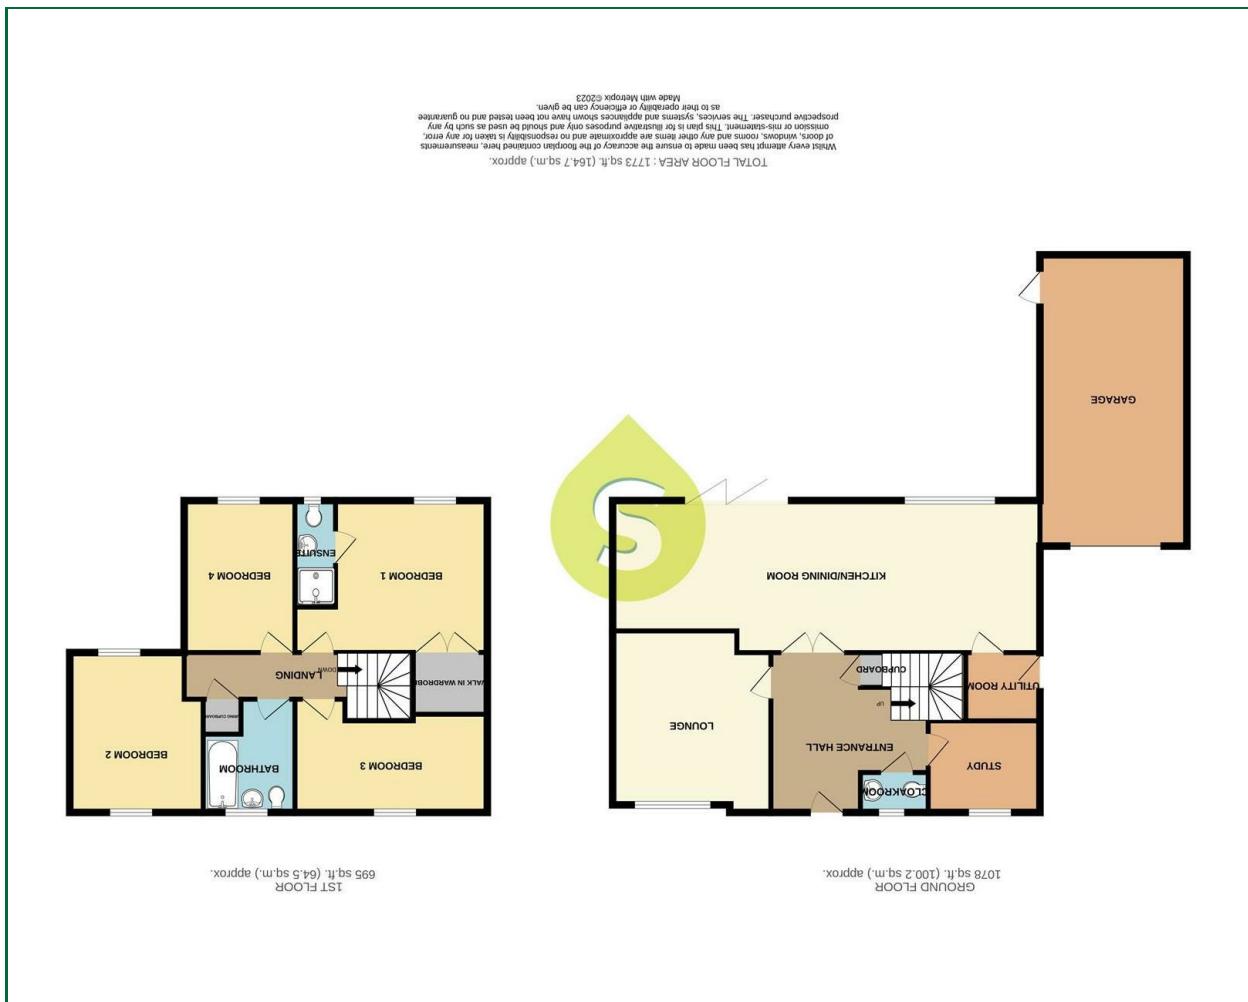 GROUND FLOOR
1078 sq.ft. (100.2 sq.m.) approx.
1ST FLOOR
695 sq.ft. (64.5 sq.m.) approx.
STUDY
CLOAKROOM
ENTRANCE HALL
UP
LOUNGE
UTILITY ROOM
CUPBOARD
KITCHEN/DINING ROOM
GARAGE
BEDROOM 3
BATHROOM
BEDROOM 2
WALK IN WARDROBE
DOWN
LANDING
BEDROOM 1
ENSUITE
BEDROOM 4
S
TOTAL FLOOR AREA : 1773 sq.ft. (164.7 sq.m.) approx.
Whilst every attempt has been made to ensure the accuracy of the floorplan contained here, measurements
of doors, windows, rooms and any other items are approximate and no responsibility is taken for any error,
omission or mis-statement. This plan is for illustrative purposes only and should be used as such by any
prospective purchaser. The services, systems and appliances shown have not been tested and no guarantee
as to their operability or efficiency can be given.
Made with Metropix ©2023